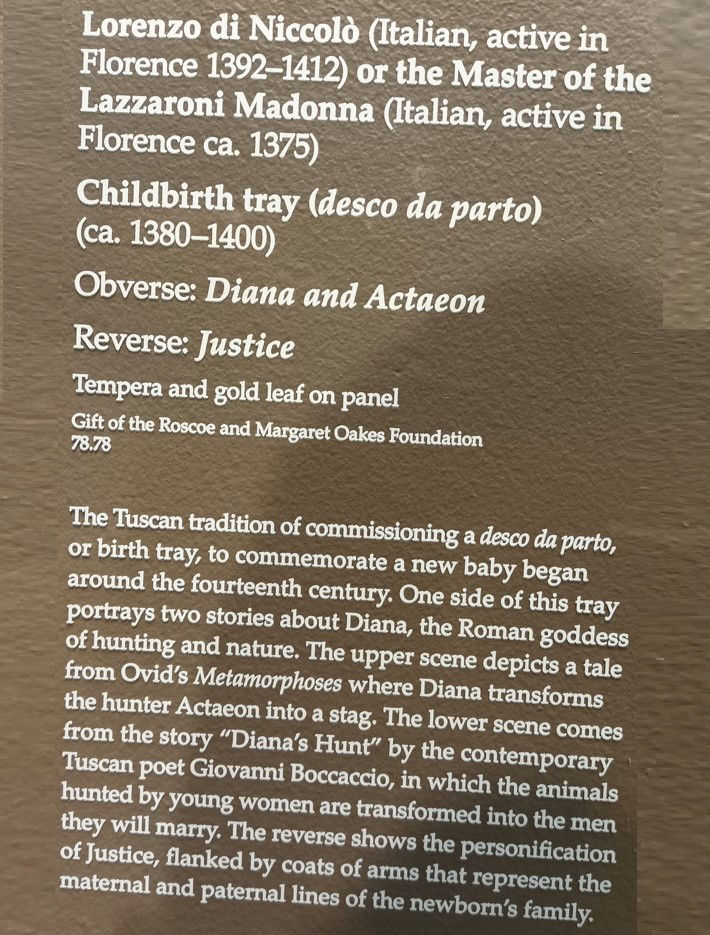 Lorenzo di Niccolò (Italian, active in
Florence 1392–1412) or the Master of the
Lazzaroni Madonna (Italian, active in
Florence ca. 1375)
Childbirth tray (desco da parto)
(ca. 1380–1400)
Obverse: Diana and Actaeon
Reverse: Justice
Tempera and gold leaf on panel
Gift of the Roscoe and Margaret Oakes Foundation
78.78
The Tuscan tradition of commissioning a desco da parto,
or birth tray, to commemorate a new baby began
around the fourteenth century. One side of this tray
portrays two stories about Diana, the Roman goddess
of hunting and nature. The upper scene depicts a tale
from Ovid's Metamorphoses where Diana transforms
the hunter Actaeon into a stag. The lower scene comes
from the story “Diana's Hunt” by the contemporary
Tuscan poet Giovanni Boccaccio, in which the animals
hunted by young women are transformed into the men
they will marry. The reverse shows the personification
of Justice, flanked by coats of arms that represent the
maternal and paternal lines of the newborn's family.